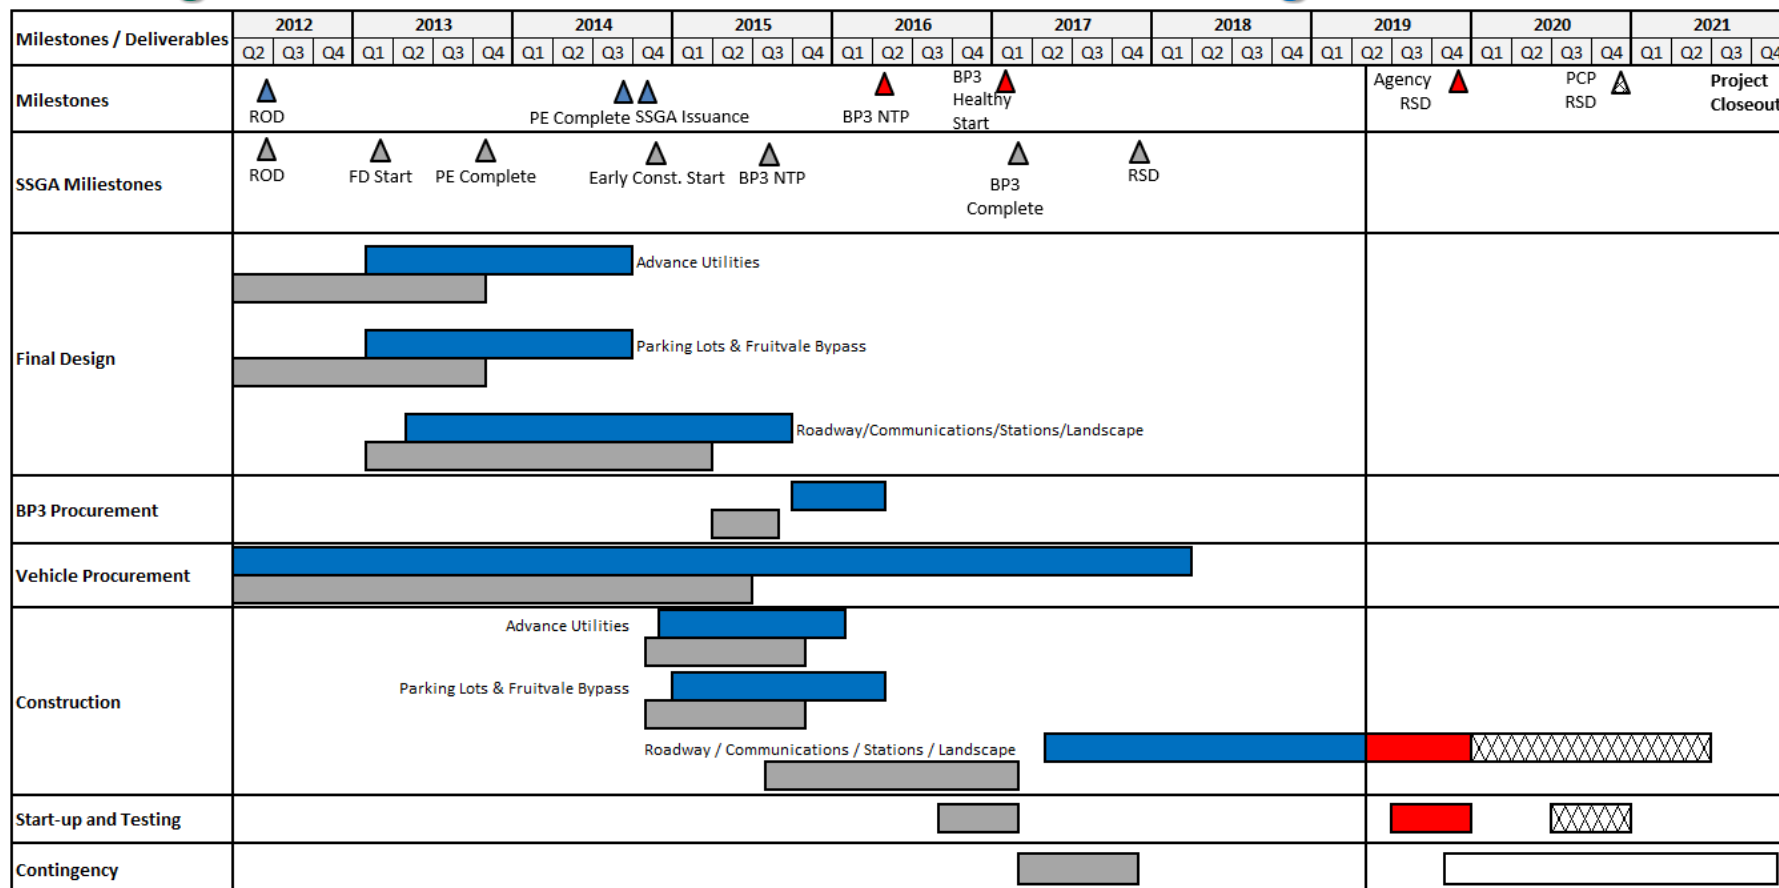 Milestones / Deliverables
2012 2013 2014 2015 2016 2017 2018 2019 2020 2021
Q2 Q3 Q4 Q1 Q2 Q3 Q4 Q1 Q2 Q3 Q4 Q1 Q2 Q3 Q4 Q1 Q2 Q3 Q4 Q1 Q2 Q3 Q4 Q1 Q2 Q3 Q4 Q1 Q2 Q3 Q4 Q1 Q2 Q3 Q4 Q1 Q2 Q3 Q4
Milestones
ROD
PE Complete
SSGA Issuance
BP3 NTP
BP3
Healthy
Start
Agency
RSD
PCP
RSD
Project
Closeout
SSGA Miliestones
ROD
FD Start
PE Complete
Early Const. Start
BP3 NTP
BP3
Complete
RSD
Final Design
Advance Utilities
Parking Lots & Fruitvale Bypass
Roadway/Communications/Stations/Landscape
BP3 Procurement
Vehicle Procurement
Construction
Advance Utilities
Parking Lots & Fruitvale Bypass
Roadway / Communications / Stations / Landscape
Start-up and Testing
Contingency